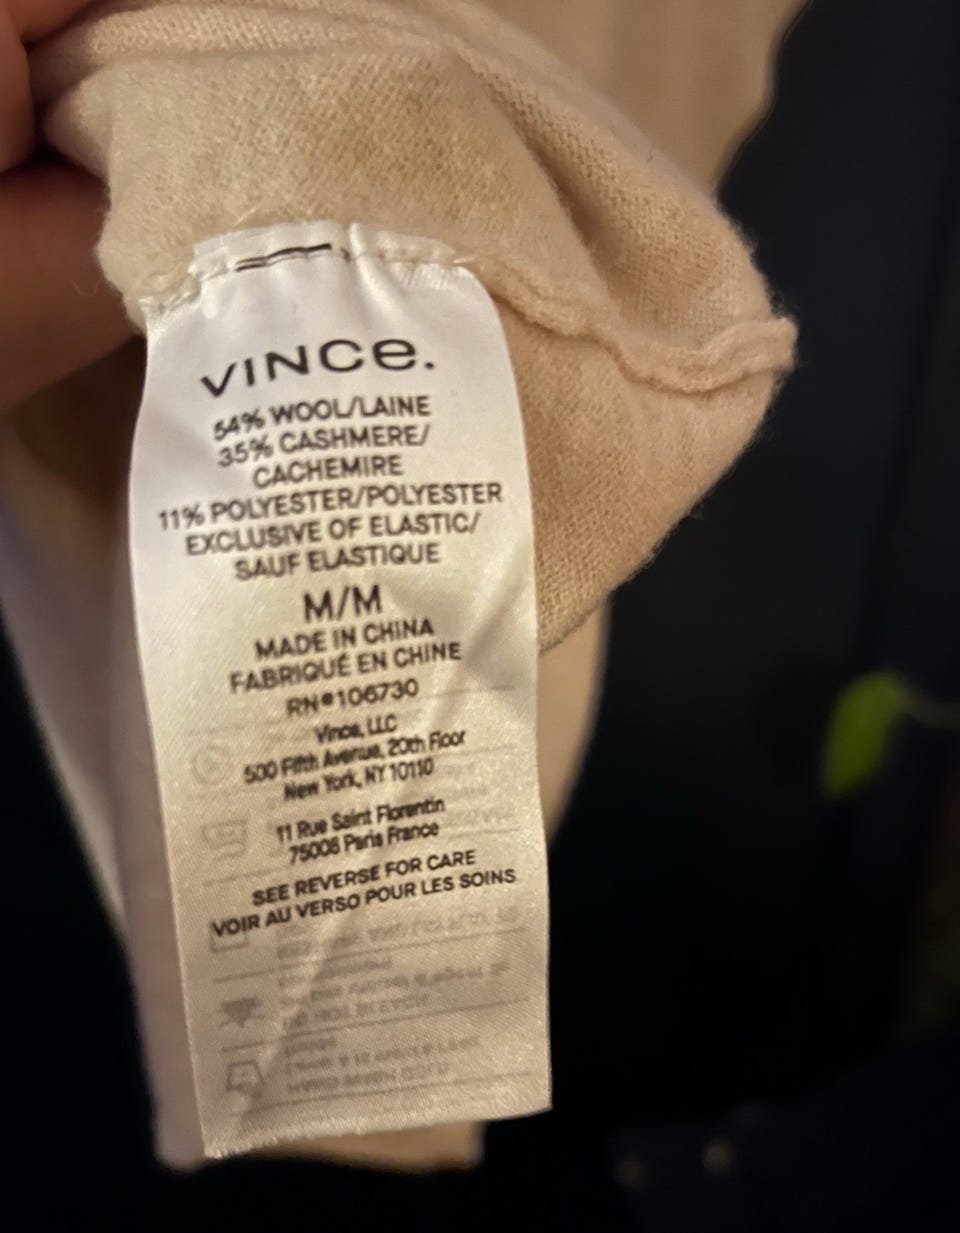 VINCe.
54% WOOL/LAINE
35% CASHMERE/
CACHEMIRE
11% POLYESTER/POLYESTER
EXCLUSIVE OF ELASTIC/
SAUF ELASTIQUE
M/M
MADE IN CHINA
FABRIQUÉ EN CHINE
RN#106730
Vince, LLC
500 Fifth Avenue, 20th Floor
New York, NY 10110
11 Rue Saint Florentin
75008 Paris France
SEE REVERSE FOR CARE
VOIR AU VERSO POUR LES SOINS